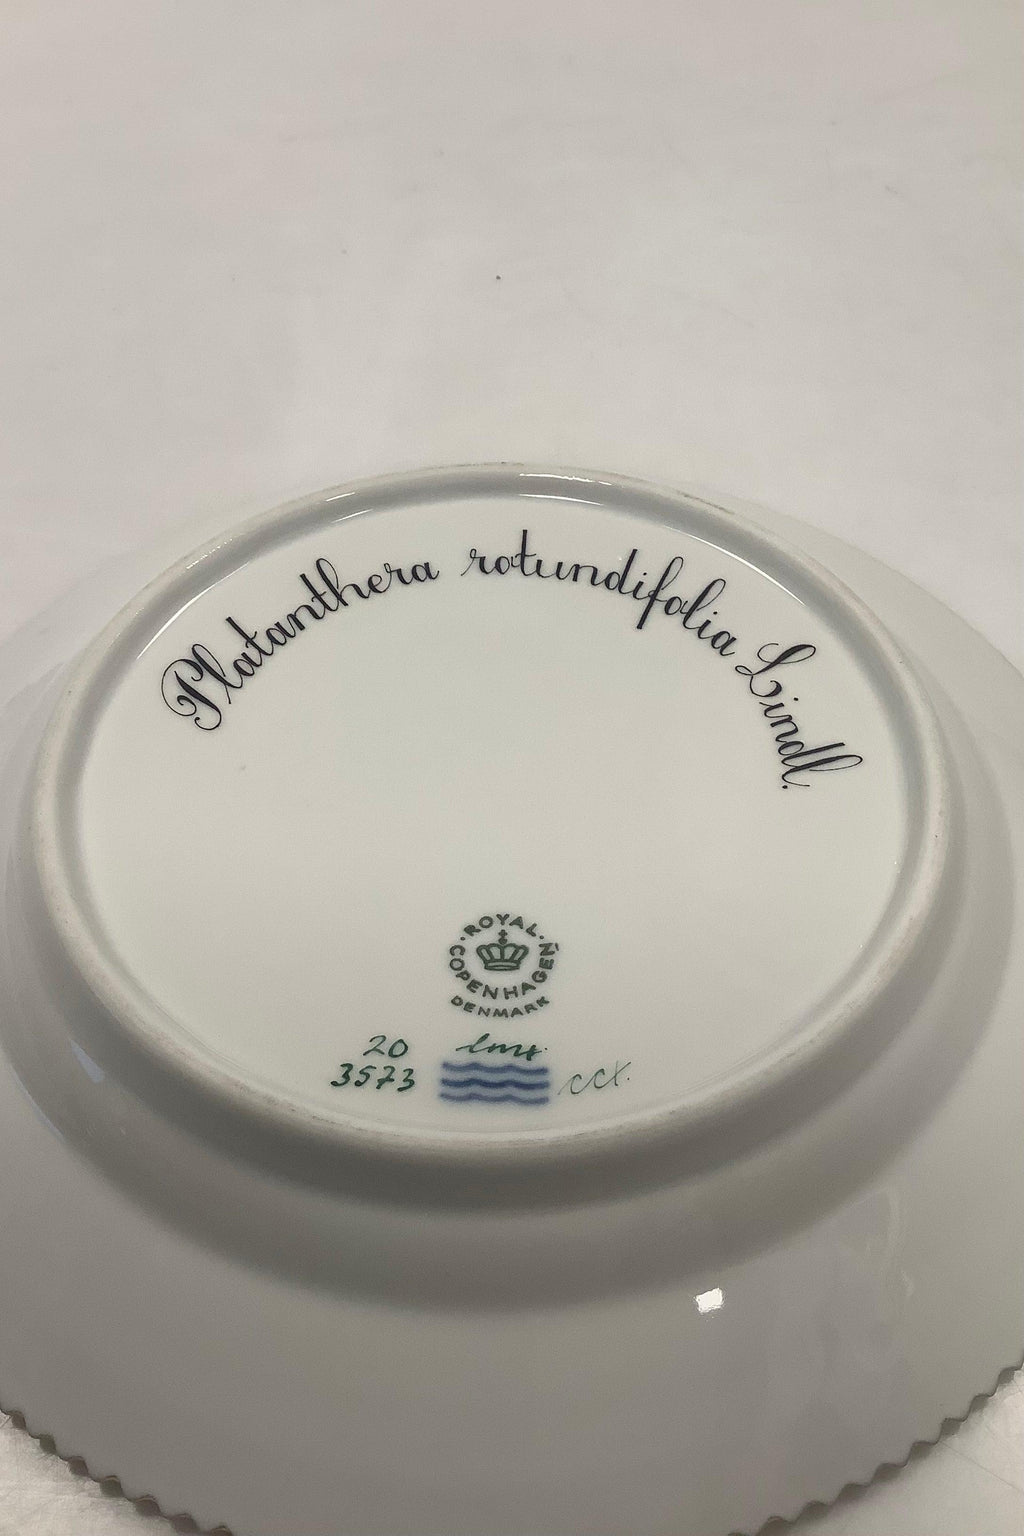 Platanthera rotundifolia Lindl.
ROYAL COPENHAGEN
DENMARK
20
3573